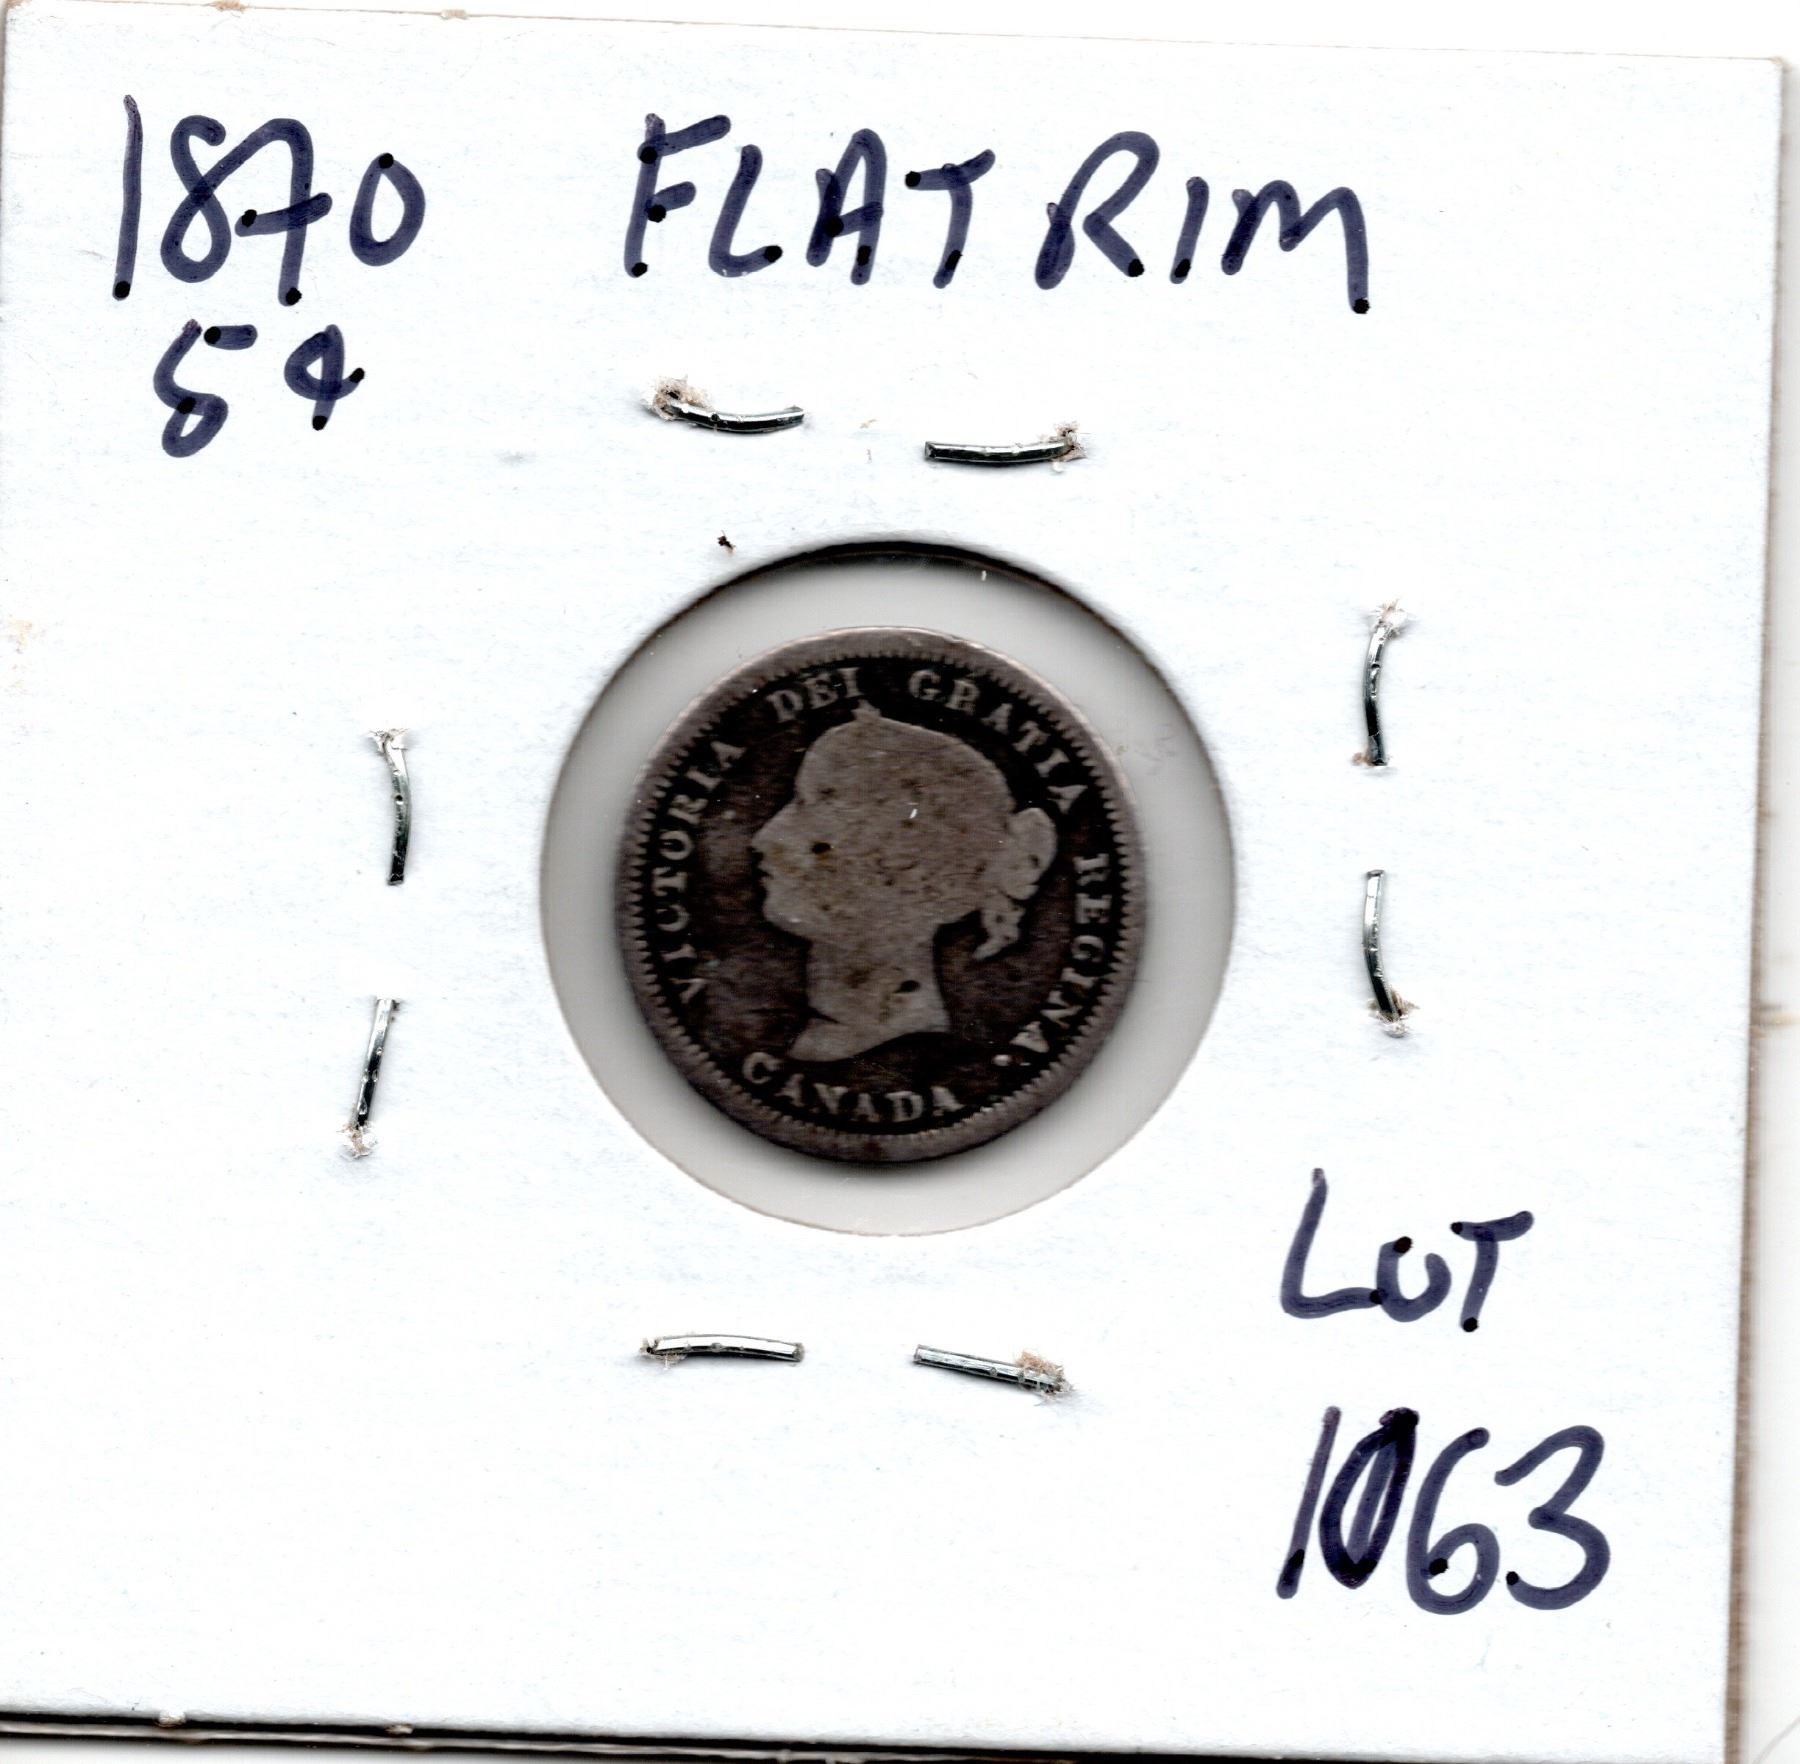 1870 FLAT RIM
5¢
VICTORIA DEI GRATIA REGINA.
CANADA
LOT
1063